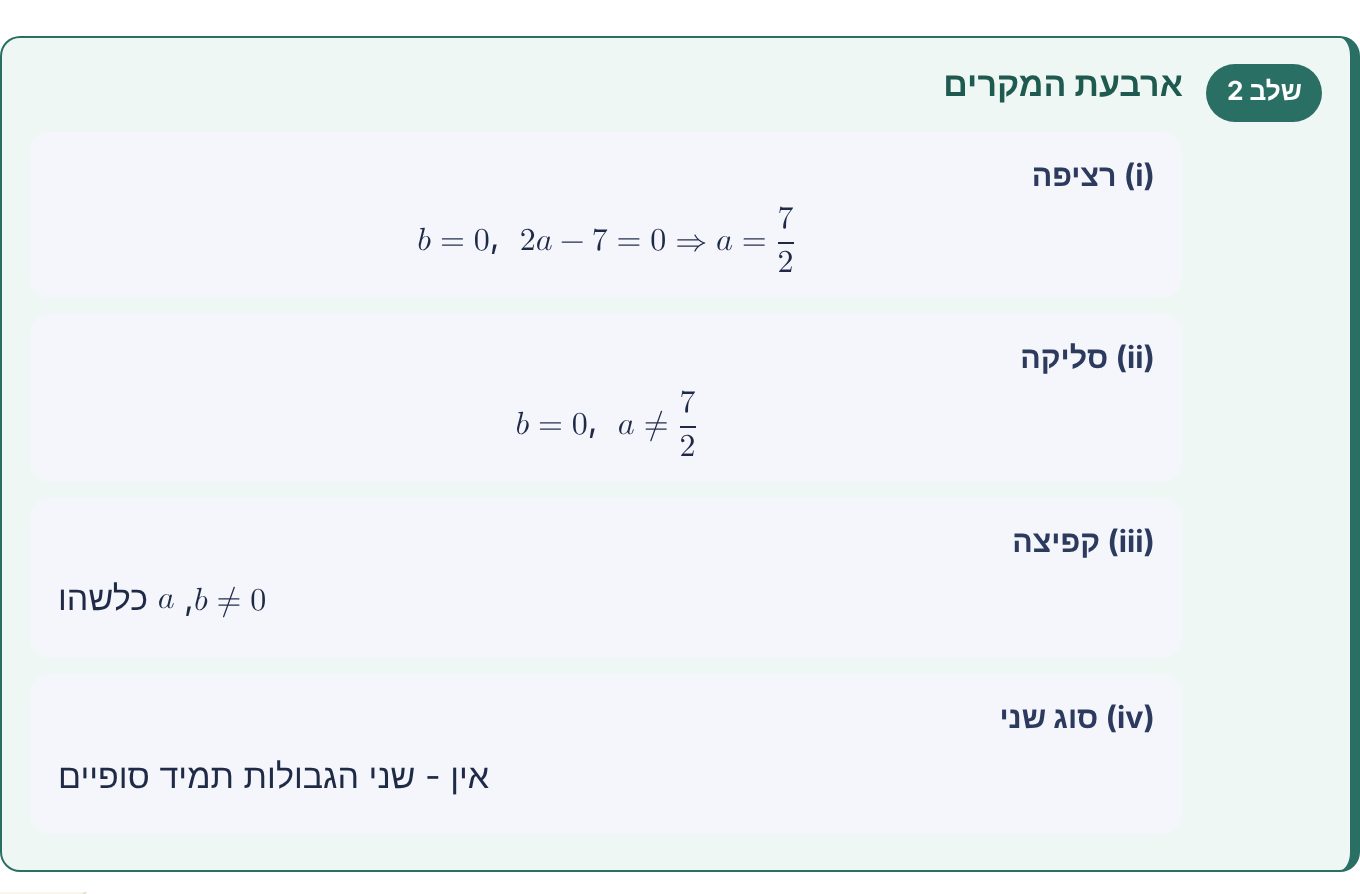 שלב 2
ארבעת המקרים
(i) רציפה
b = 0, 2a − 7 = 0 ⇒ a = 7/2
(ii) סליקה
b = 0, a ≠ 7/2
(iii) קפיצה
b ≠ 0, a כלשהו
(iv) סוג שני
אין - שני הגבולות תמיד סופיים